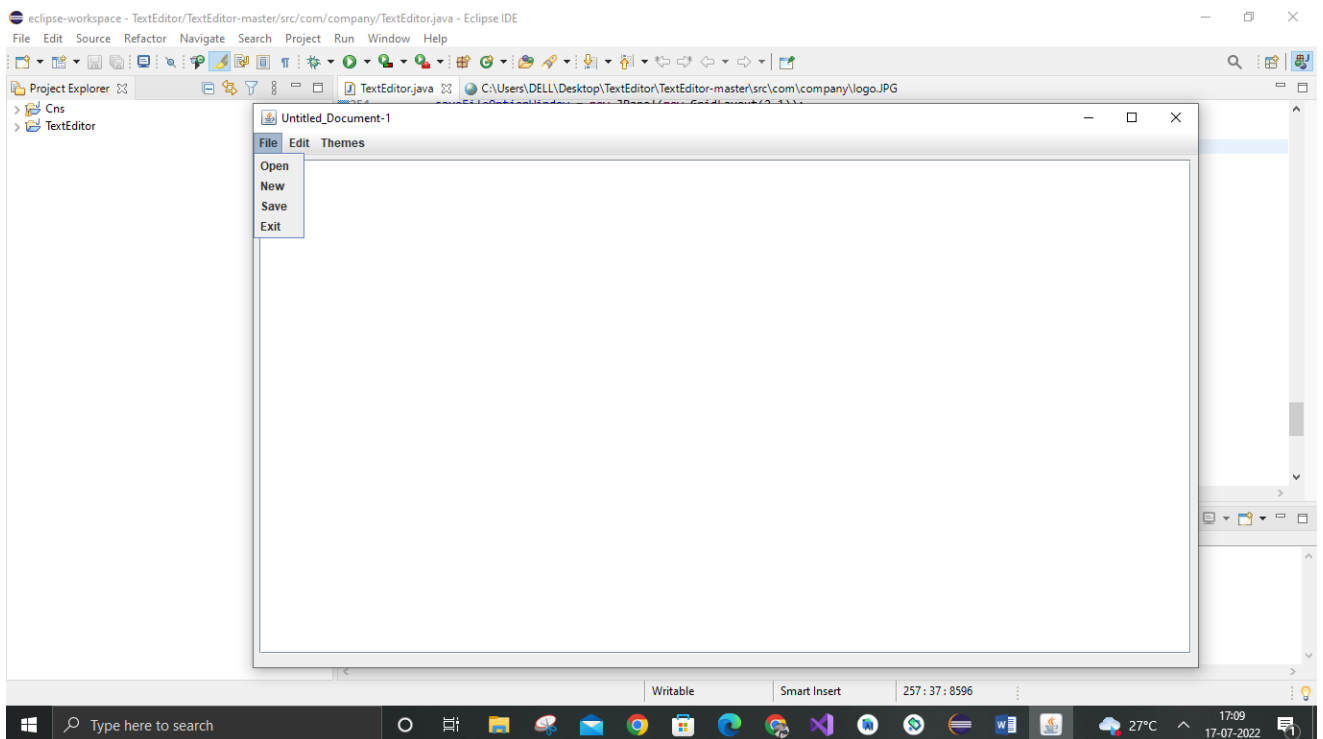 eclipse-workspace - TextEditor/TextEditor-master/src/com/company/TextEditor.java - Eclipse IDE
File Edit Source Refactor Navigate Search Project Run Window Help
Project Explorer
TextEditor.java
C:\Users\DELL\Desktop\TextEditor\TextEditor-master\src\com\company\logo.JPG
Cns
TextEditor
Untitled_Document-1
File Edit Themes
Open
New
Save
Exit
Writable
Smart Insert
257 : 37 : 8596
Type here to search
27°C
17:09
17-07-2022
1